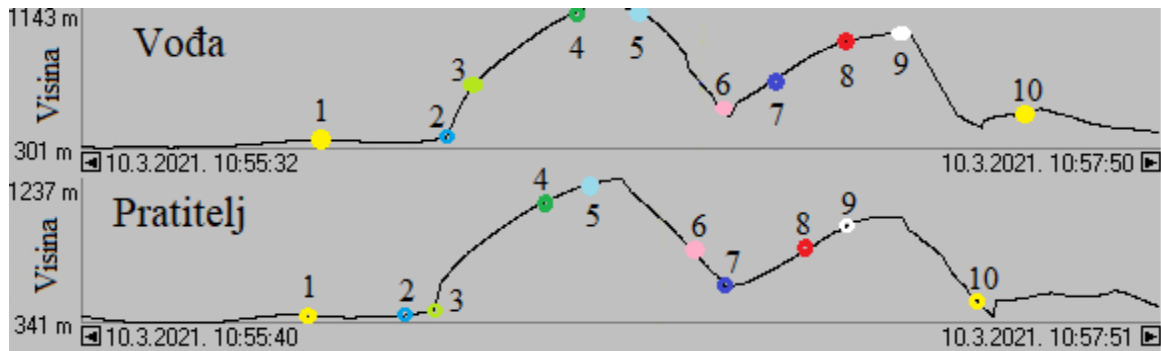 1143 m
Visina
Vođa
1 2 3 4 5 6 7 8 9 10
301 m
10.3.2021. 10:55:32 10.3.2021. 10:57:50
1237 m
Visina
Pratitelj
1 2 3 4 5 6 7 8 9 10
341 m
10.3.2021. 10:55:40 10.3.2021. 10:57:51